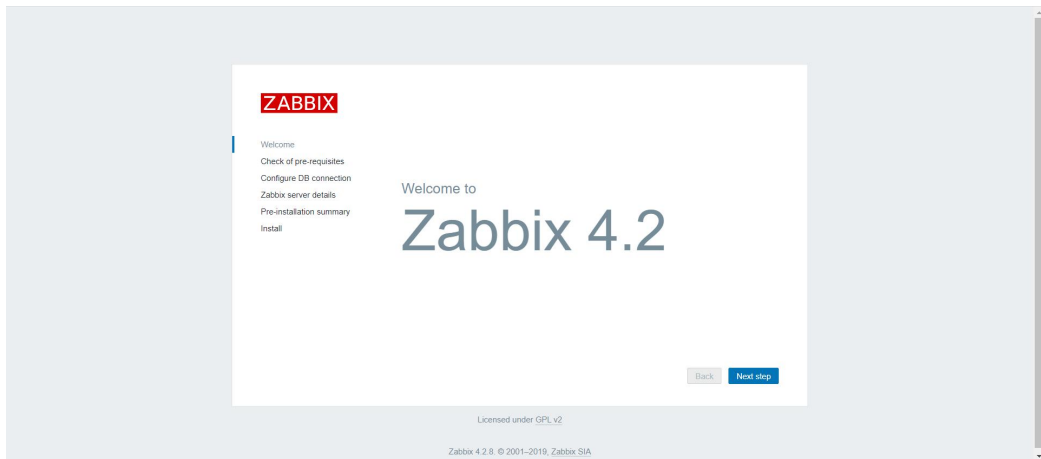 ZABBIX
Welcome
Check of pre-requisites
Configure DB connection
Zabbix server details
Pre-installation summary
Install
Welcome to
Zabbix 4.2
Back
Next step
Licensed under GPL v2
Zabbix 4.2.8. © 2001–2019, Zabbix SIA